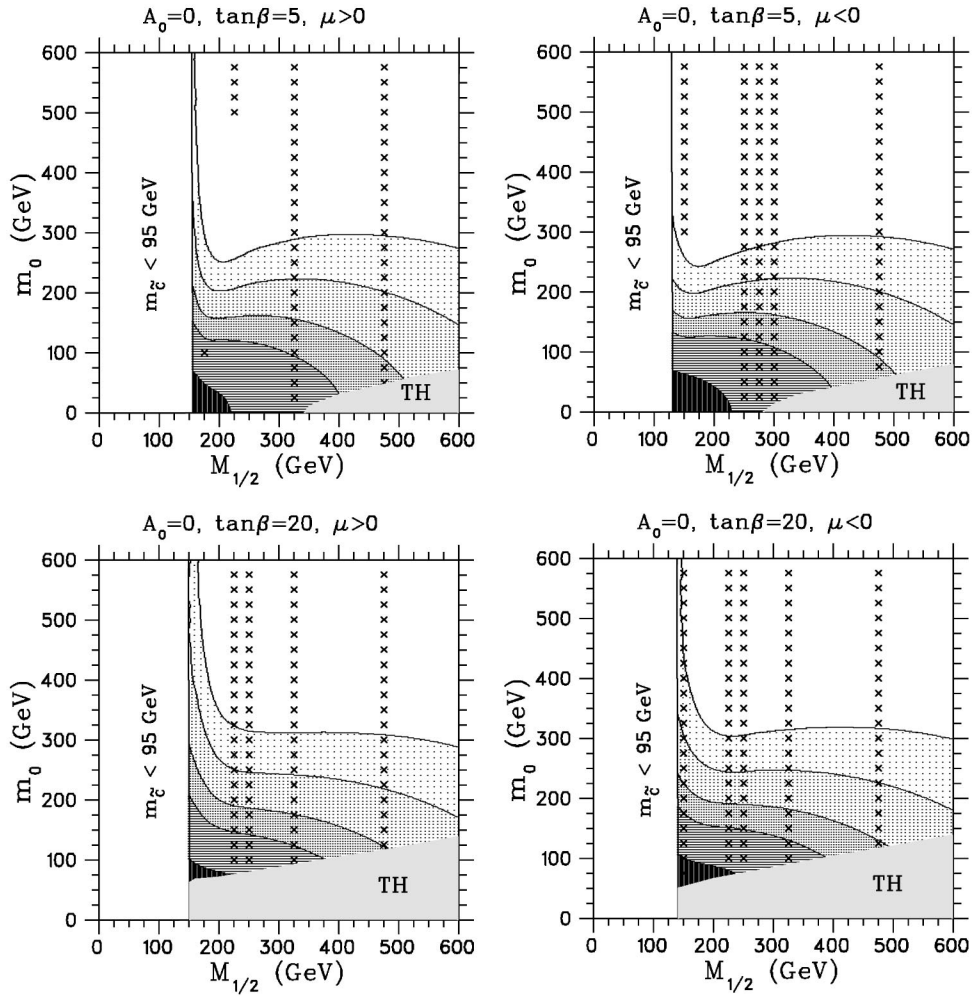 A₀=0, tanβ=5, μ>0
600
500
400
300
200
100
0
m₀ (GeV)
m_c̃ < 95 GeV
TH
0 100 200 300 400 500 600
M₁/₂ (GeV)
A₀=0, tanβ=5, μ<0
600
500
400
300
200
100
0
m₀ (GeV)
m_c̃ < 95 GeV
TH
0 100 200 300 400 500 600
M₁/₂ (GeV)
A₀=0, tanβ=20, μ>0
600
500
400
300
200
100
0
m₀ (GeV)
m_c̃ < 95 GeV
TH
0 100 200 300 400 500 600
M₁/₂ (GeV)
A₀=0, tanβ=20, μ<0
600
500
400
300
200
100
0
m₀ (GeV)
m_c̃ < 95 GeV
TH
0 100 200 300 400 500 600
M₁/₂ (GeV)